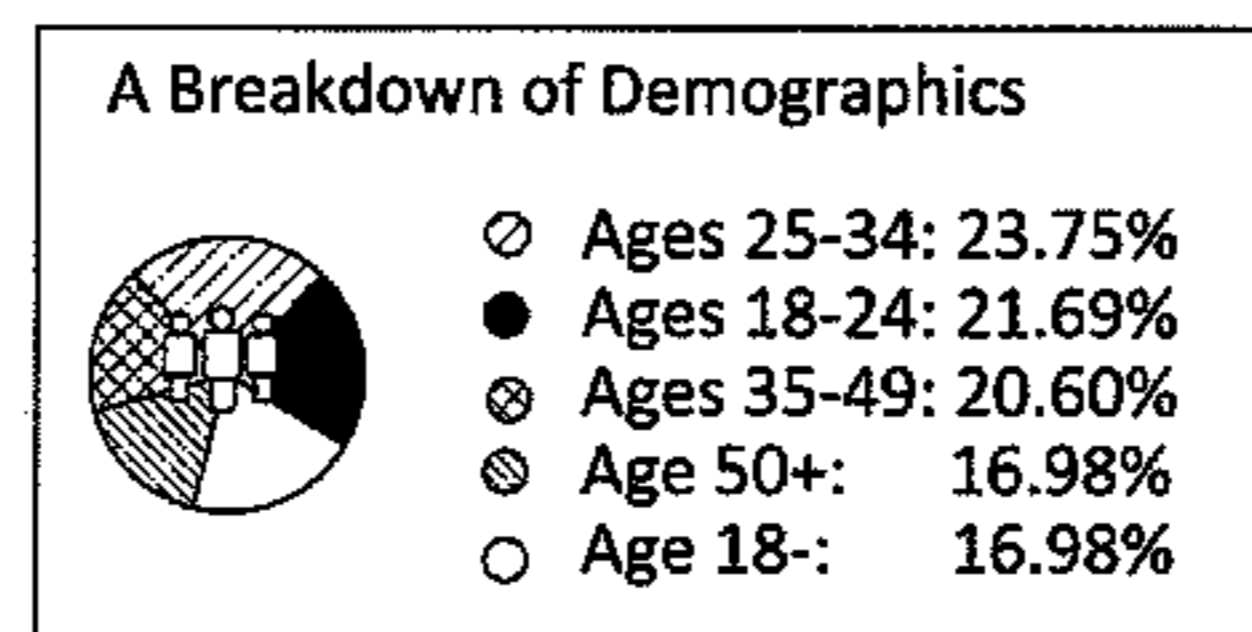 A Breakdown of Demographics
Ages 25-34: 23.75%
Ages 18-24: 21.69%
Ages 35-49: 20.60%
Age 50+: 16.98%
Age 18-: 16.98%